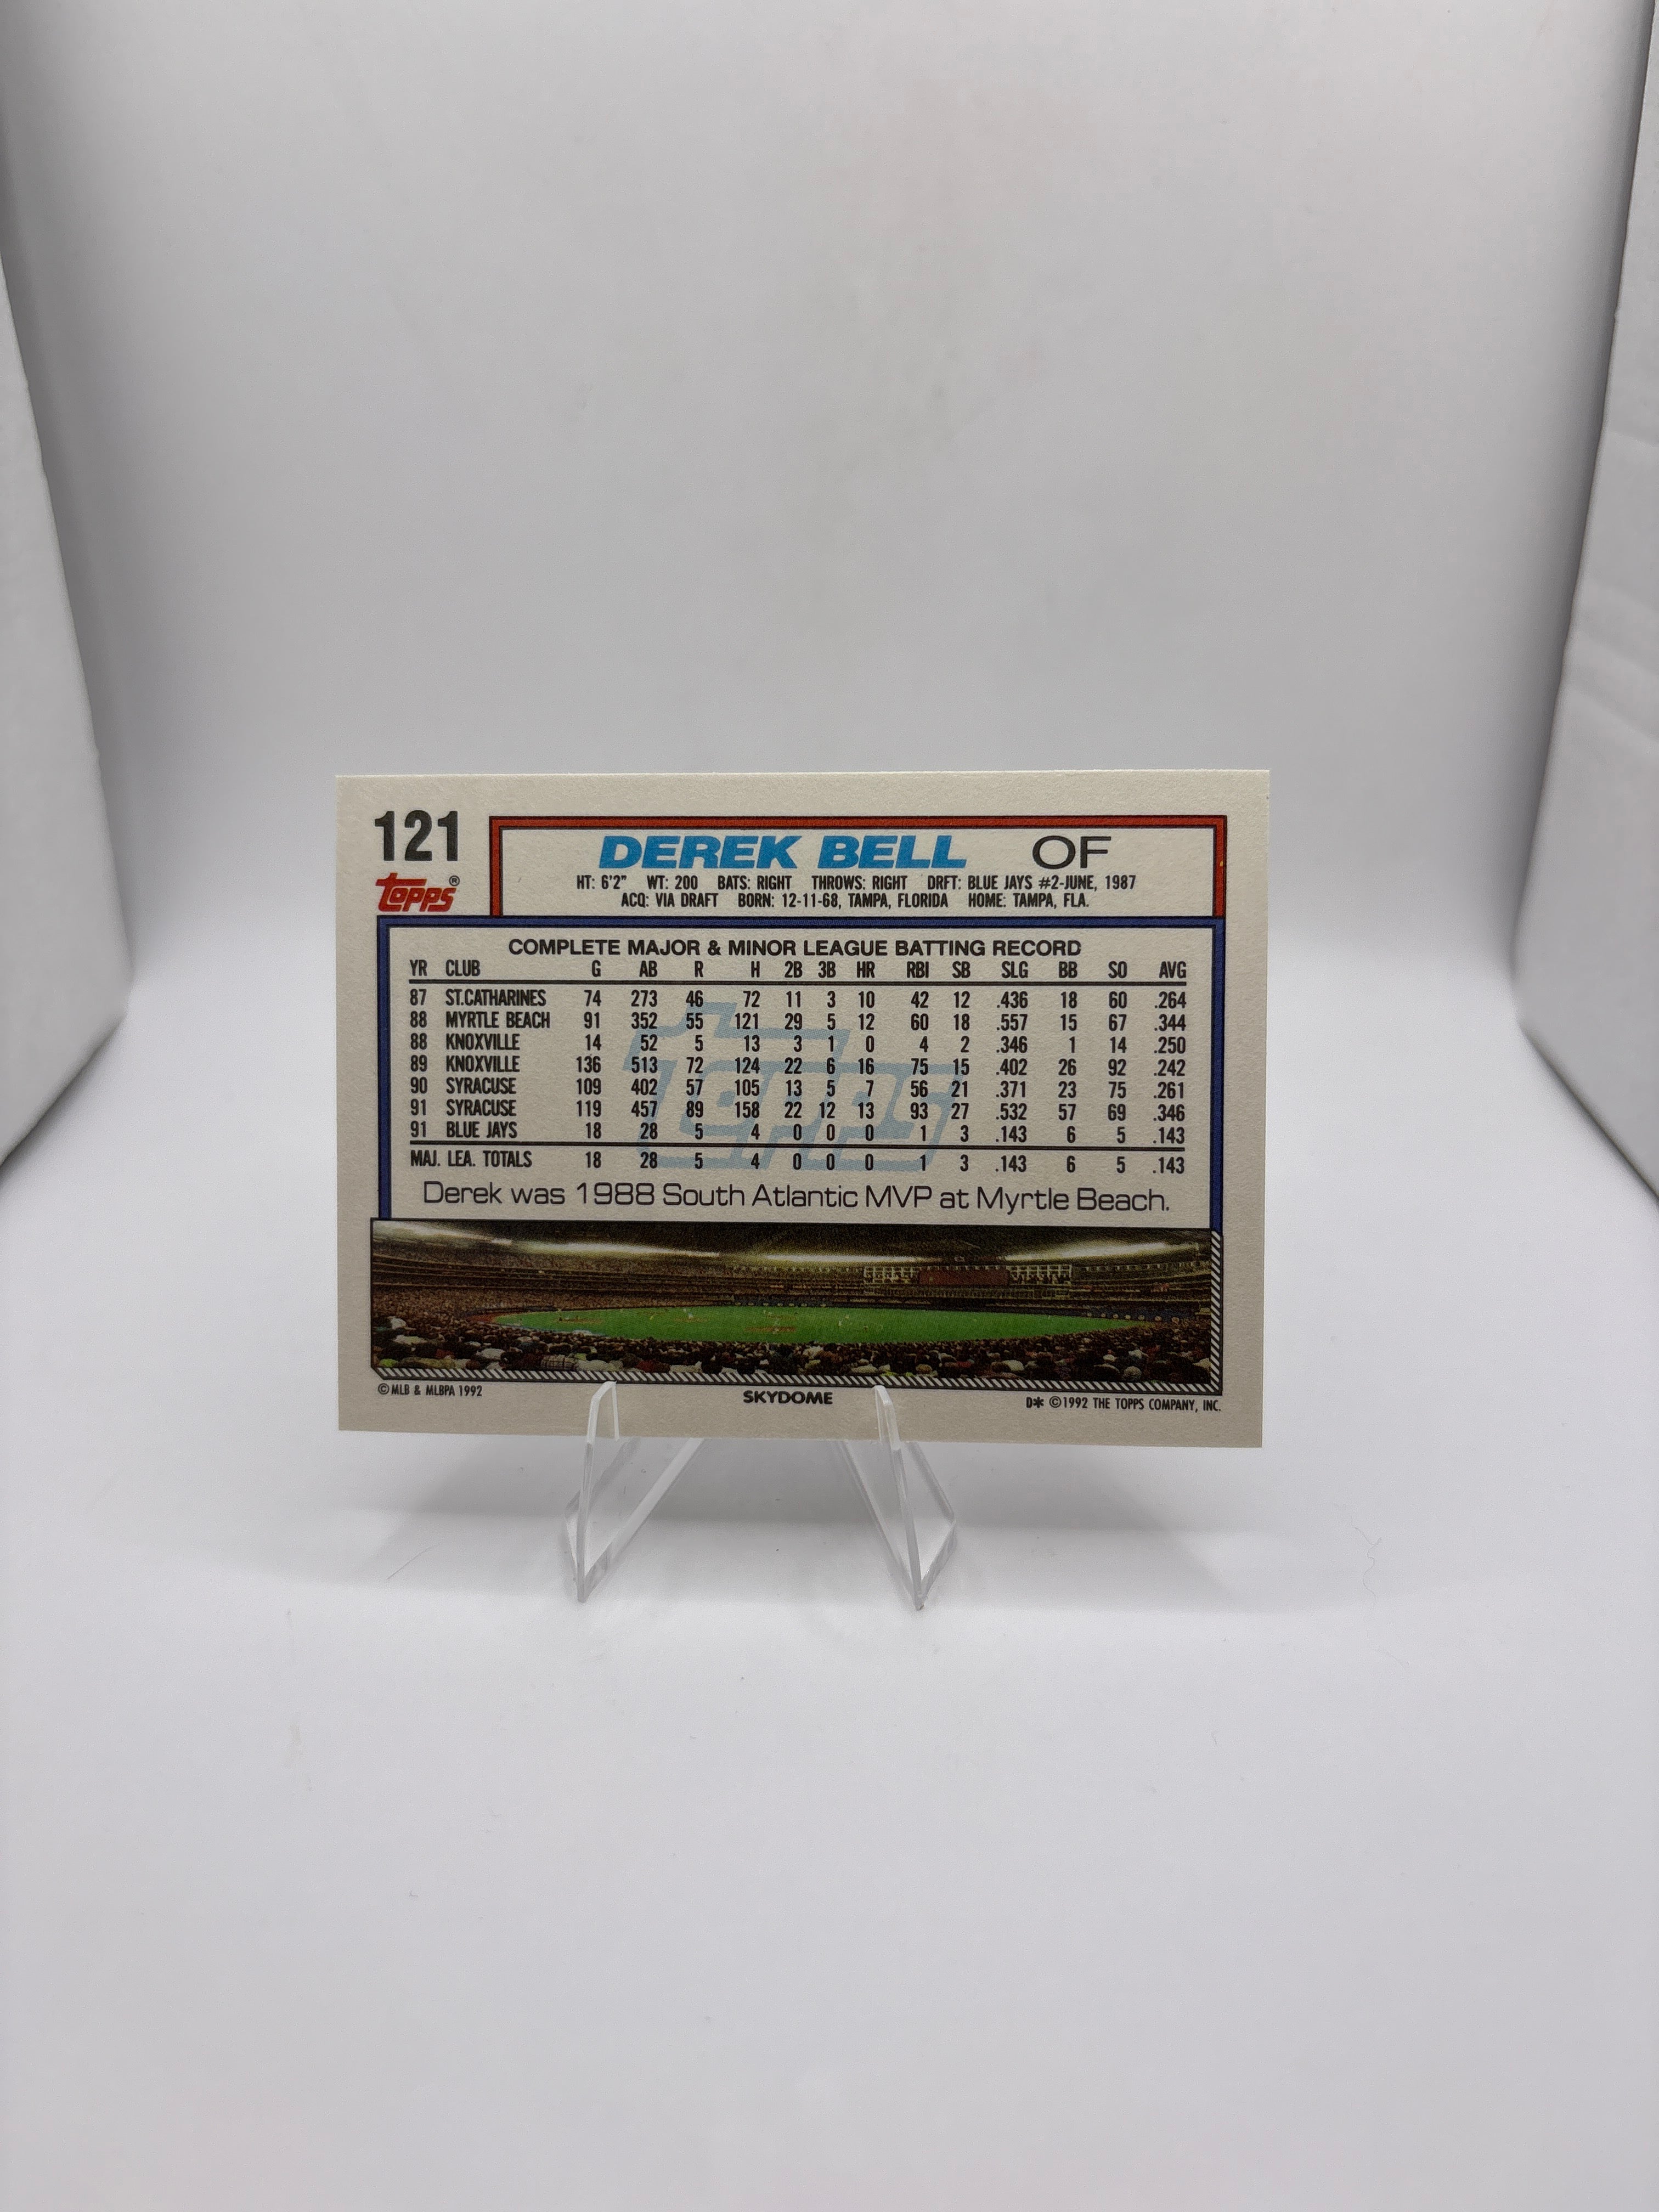 121
topps®
DEREK BELL OF
HT: 6'2" WT: 200 BATS: RIGHT THROWS: RIGHT DRFT: BLUE JAYS #2-JUNE, 1987
ACQ: VIA DRAFT BORN: 12-11-68, TAMPA, FLORIDA HOME: TAMPA, FLA.
COMPLETE MAJOR & MINOR LEAGUE BATTING RECORD
YR CLUB G AB R H 2B 3B HR RBI SB SLG BB SO AVG
87 ST.CATHARINES 74 273 46 72 11 3 10 42 12 .436 18 60 .264
88 MYRTLE BEACH 91 352 55 121 29 5 12 60 18 .557 15 67 .344
88 KNOXVILLE 14 52 5 13 3 1 0 4 2 .346 1 14 .250
89 KNOXVILLE 136 513 72 124 22 6 16 75 15 .402 26 92 .242
90 SYRACUSE 109 402 57 105 13 5 7 56 21 .371 23 75 .261
91 SYRACUSE 119 457 89 158 22 12 13 93 27 .532 57 69 .346
91 BLUE JAYS 18 28 5 4 0 0 0 1 3 .143 6 5 .143
MAJ. LEA. TOTALS 18 28 5 4 0 0 0 1 3 .143 6 5 .143
topps
Derek was 1988 South Atlantic MVP at Myrtle Beach.
©MLB & MLBPA 1992
SKYDOME
D* ©1992 THE TOPPS COMPANY, INC.